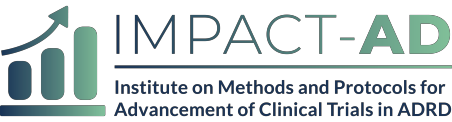 IMPACT-AD
Institute on Methods and Protocols for
Advancement of Clinical Trials in ADRD